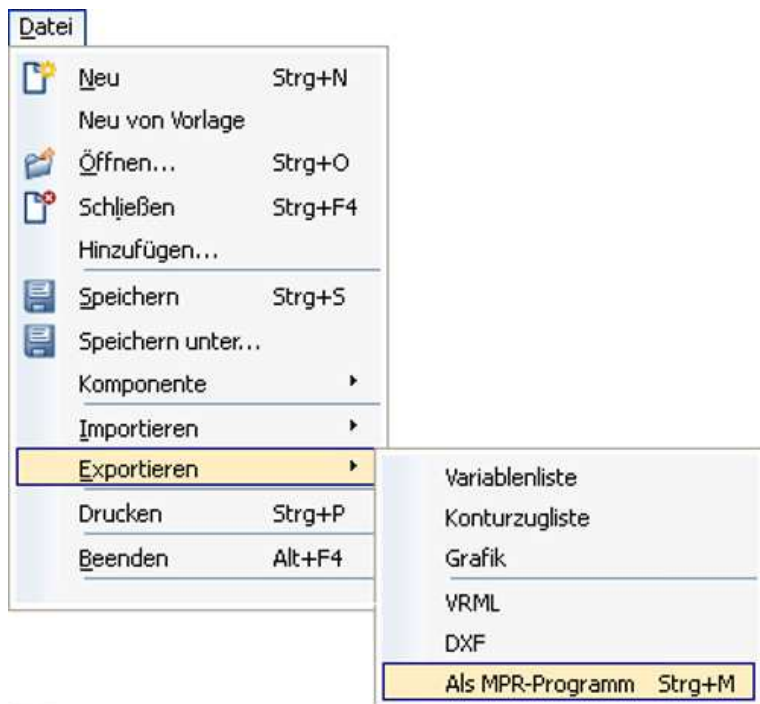 Datei
Neu Strg+N
Neu von Vorlage
Öffnen... Strg+O
Schließen Strg+F4
Hinzufügen...
Speichern Strg+S
Speichern unter...
Komponente
Importieren
Exportieren
Variablenliste
Drucken Strg+P
Konturzugliste
Beenden Alt+F4
Grafik
VRML
DXF
Als MPR-Programm Strg+M